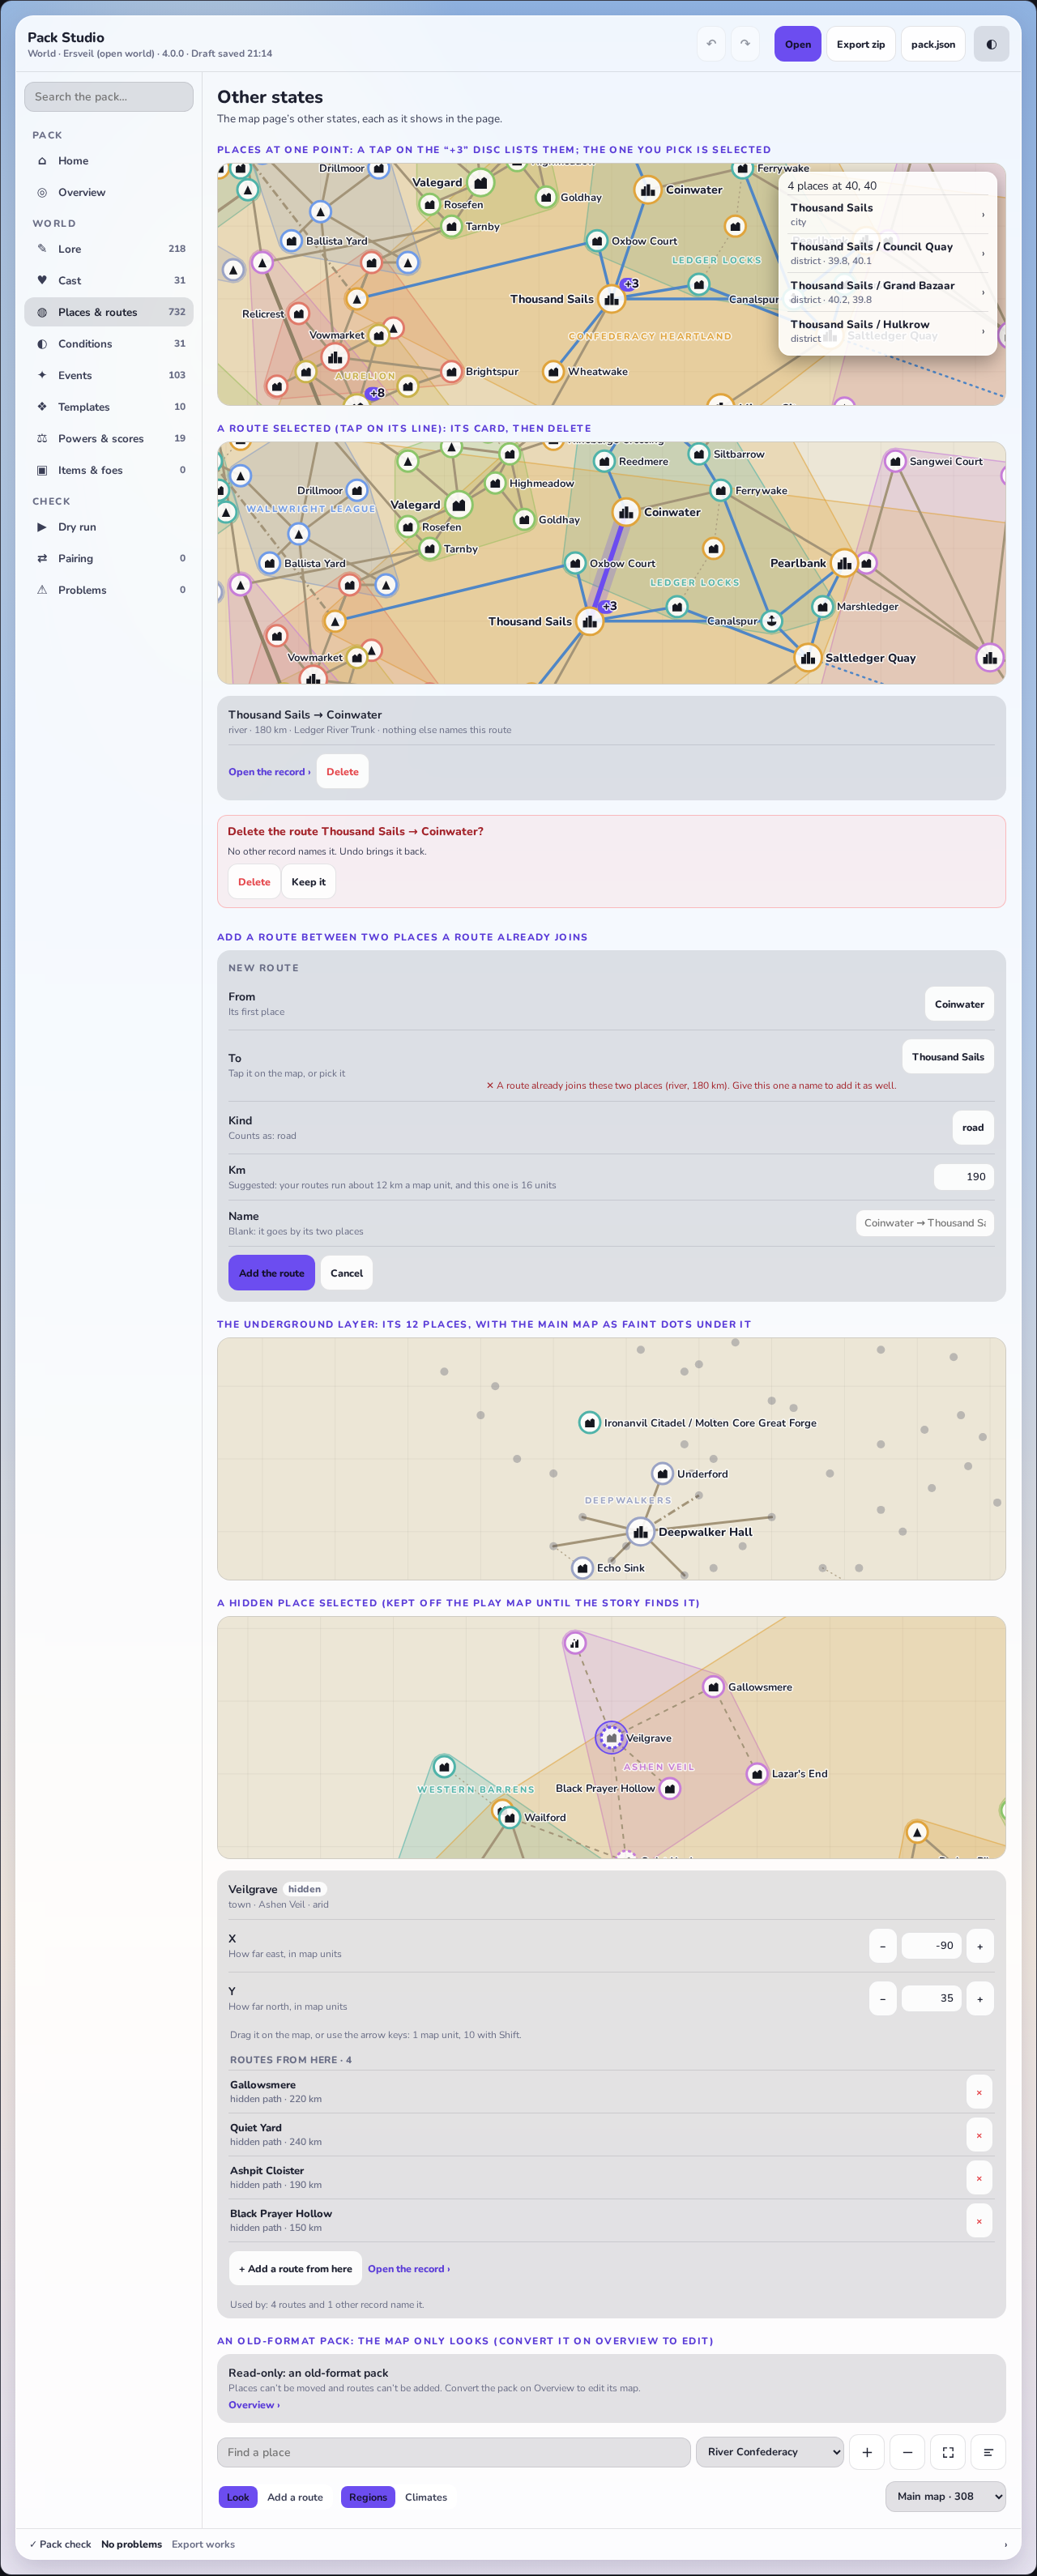 Pack Studio
World · Ersveil (open world) · 4.0.0 · Draft saved 21:14
Open
Export zip
pack.json
Search the pack...
PACK
Home
Overview
WORLD
Lore 218
Cast 31
Places & routes 732
Conditions 31
Events 103
Templates 10
Powers & scores 19
Items & foes 0
CHECK
Dry run
Pairing 0
Problems 0
Other states
The map page's other states, each as it shows in the page.
PLACES AT ONE POINT: A TAP ON THE “+3” DISC LISTS THEM; THE ONE YOU PICK IS SELECTED
Drillmoor
Valegard
Rosefen
Tarnby
Goldhay
Coinwater
Ferrywake
Ballista Yard
Oxbow Court
LEDGER LOCKS
+3
Thousand Sails
Canalspur
Relicrest
Vowmarket
CONFEDERACY HEARTLAND
AURELION
Brightspur
Wheatwake
+8
Saltledger Quay
4 places at 40, 40
Thousand Sails ›
city
Thousand Sails / Council Quay ›
district · 39.8, 40.1
Thousand Sails / Grand Bazaar ›
district · 40.2, 39.8
Thousand Sails / Hulkrow ›
district
A ROUTE SELECTED (TAP ON ITS LINE): ITS CARD, THEN DELETE
Reedmere
Siltbarrow
Sangwei Court
Highmeadow
Drillmoor
WALLWRIGHT LEAGUE
Valegard
Ferrywake
Coinwater
Goldhay
Rosefen
Tarnby
Ballista Yard
Oxbow Court
Pearlbank
LEDGER LOCKS
+3
Marshledger
Thousand Sails
Canalspur
Vowmarket
Saltledger Quay
Thousand Sails → Coinwater
river · 180 km · Ledger River Trunk · nothing else names this route
Open the record ›
Delete
Delete the route Thousand Sails → Coinwater?
No other record names it. Undo brings it back.
Delete
Keep it
ADD A ROUTE BETWEEN TWO PLACES A ROUTE ALREADY JOINS
NEW ROUTE
From
Its first place
Coinwater
To
Tap it on the map, or pick it
Thousand Sails
✕ A route already joins these two places (river, 180 km). Give this one a name to add it as well.
Kind
Counts as: road
road
Km
Suggested: your routes run about 12 km a map unit, and this one is 16 units
190
Name
Blank: it goes by its two places
Coinwater → Thousand Sa
Add the route
Cancel
THE UNDERGROUND LAYER: ITS 12 PLACES, WITH THE MAIN MAP AS FAINT DOTS UNDER IT
Ironanvil Citadel / Molten Core Great Forge
Underford
DEEPWALKERS
Deepwalker Hall
Echo Sink
A HIDDEN PLACE SELECTED (KEPT OFF THE PLAY MAP UNTIL THE STORY FINDS IT)
Gallowsmere
Veilgrave
ASHEN VEIL
Lazar's End
Black Prayer Hollow
WESTERN BARRENS
Wailford
Veilgrave hidden
town · Ashen Veil · arid
X
How far east, in map units
− -90 +
Y
How far north, in map units
− 35 +
Drag it on the map, or use the arrow keys: 1 map unit, 10 with Shift.
ROUTES FROM HERE · 4
Gallowsmere
hidden path · 220 km
×
Quiet Yard
hidden path · 240 km
×
Ashpit Cloister
hidden path · 190 km
×
Black Prayer Hollow
hidden path · 150 km
×
+ Add a route from here
Open the record ›
Used by: 4 routes and 1 other record name it.
AN OLD-FORMAT PACK: THE MAP ONLY LOOKS (CONVERT IT ON OVERVIEW TO EDIT)
Read-only: an old-format pack
Places can't be moved and routes can't be added. Convert the pack on Overview to edit its map.
Overview ›
Find a place
River Confederacy
Look
Add a route
Regions
Climates
Main map · 308
✓ Pack check No problems Export works ›